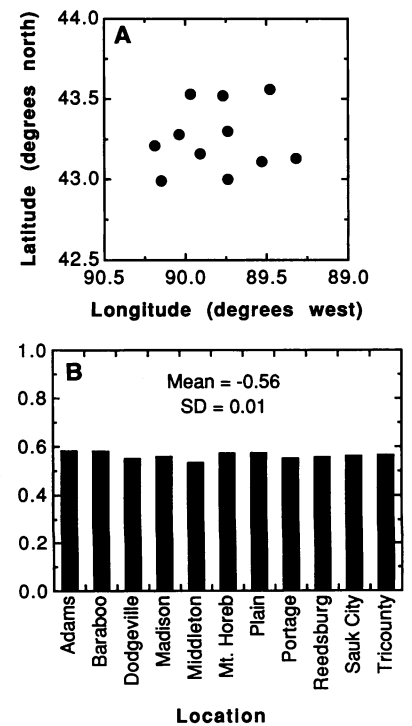 44.0
A
43.5
43.0
42.5
Latitude (degrees north)
90.5 90.0 89.5 89.0
Longitude (degrees west)
1.0
B
Mean = -0.56
SD = 0.01
0.8
0.6
0.4
0.2
0.0
Adams
Baraboo
Dodgeville
Madison
Middleton
Mt. Horeb
Plain
Portage
Reedsburg
Sauk City
Tricounty
Location